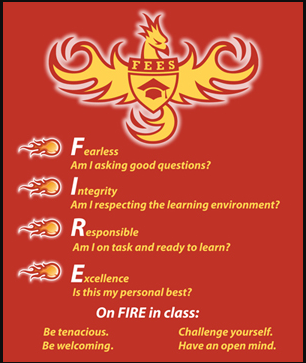 FEES
Fearless
Am I asking good questions?
Integrity
Am I respecting the learning environment?
Responsible
Am I on task and ready to learn?
Excellence
Is this my personal best?
On FIRE in class:
Be tenacious. Challenge yourself.
Be welcoming. Have an open mind.